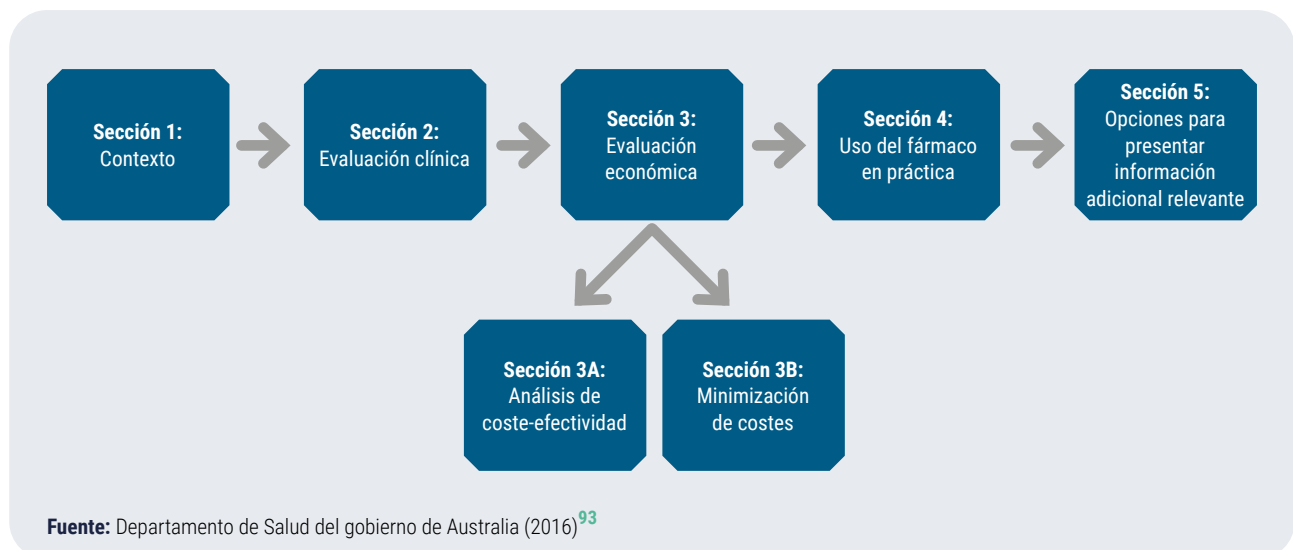 Sección 1:
Contexto
Sección 2:
Evaluación clínica
Sección 3:
Evaluación
económica
Sección 4:
Uso del fármaco
en práctica
Sección 5:
Opciones para
presentar
información
adicional relevante
Sección 3A:
Análisis de
coste-efectividad
Sección 3B:
Minimización
de costes
Fuente: Departamento de Salud del gobierno de Australia (2016)93